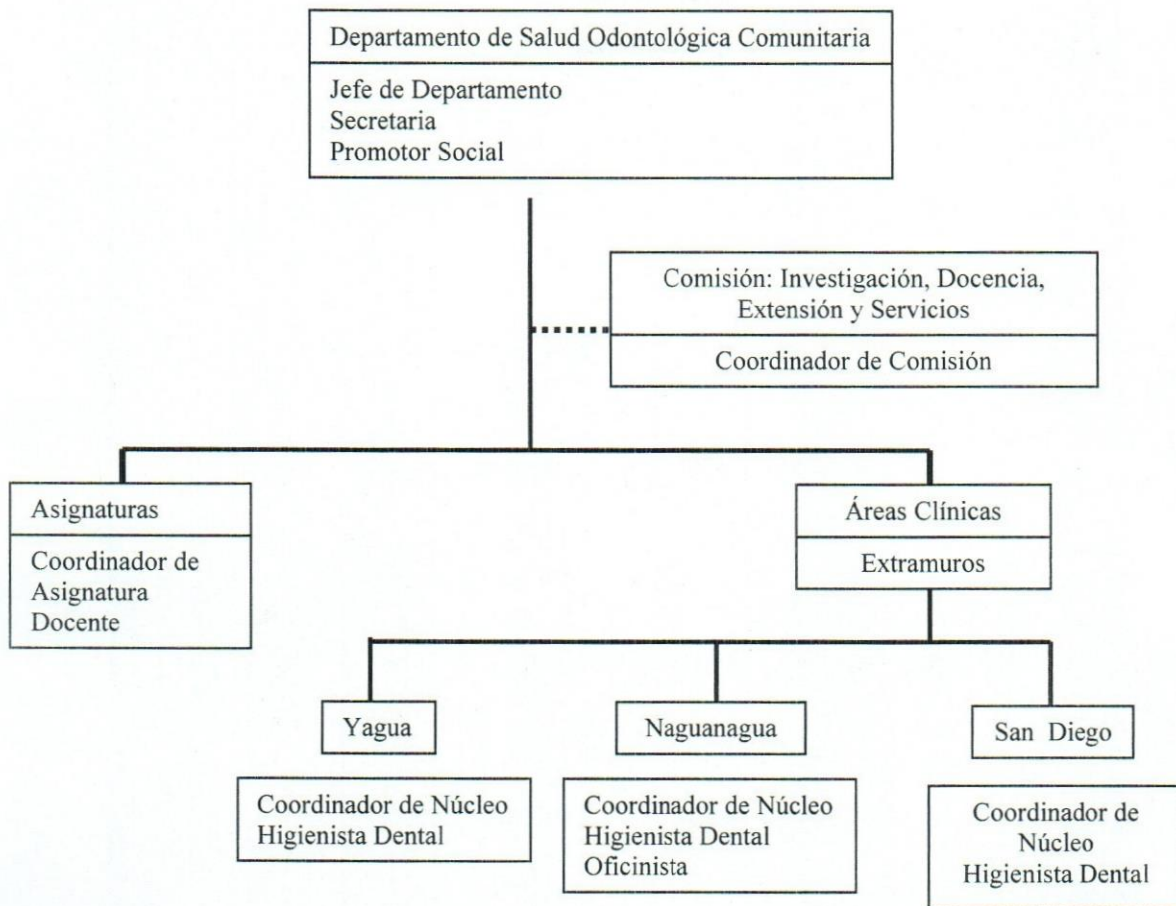 Departamento de Salud Odontológica Comunitaria
Jefe de Departamento
Secretaria
Promotor Social
Comisión: Investigación, Docencia,
Extensión y Servicios
Coordinador de Comisión
Asignaturas
Coordinador de
Asignatura
Docente
Áreas Clínicas
Extramuros
Yagua
Coordinador de Núcleo
Higienista Dental
Naguanagua
Coordinador de Núcleo
Higienista Dental
Oficinista
San Diego
Coordinador de
Núcleo
Higienista Dental